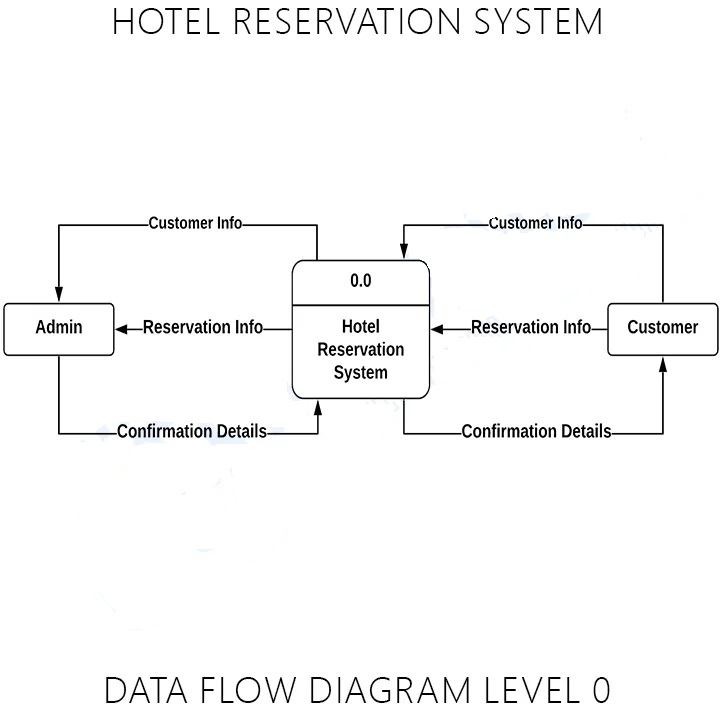 HOTEL RESERVATION SYSTEM
Customer Info
Customer Info
0.0
Admin
Reservation Info
Hotel
Reservation
System
Reservation Info
Customer
Confirmation Details
Confirmation Details
DATA FLOW DIAGRAM LEVEL 0